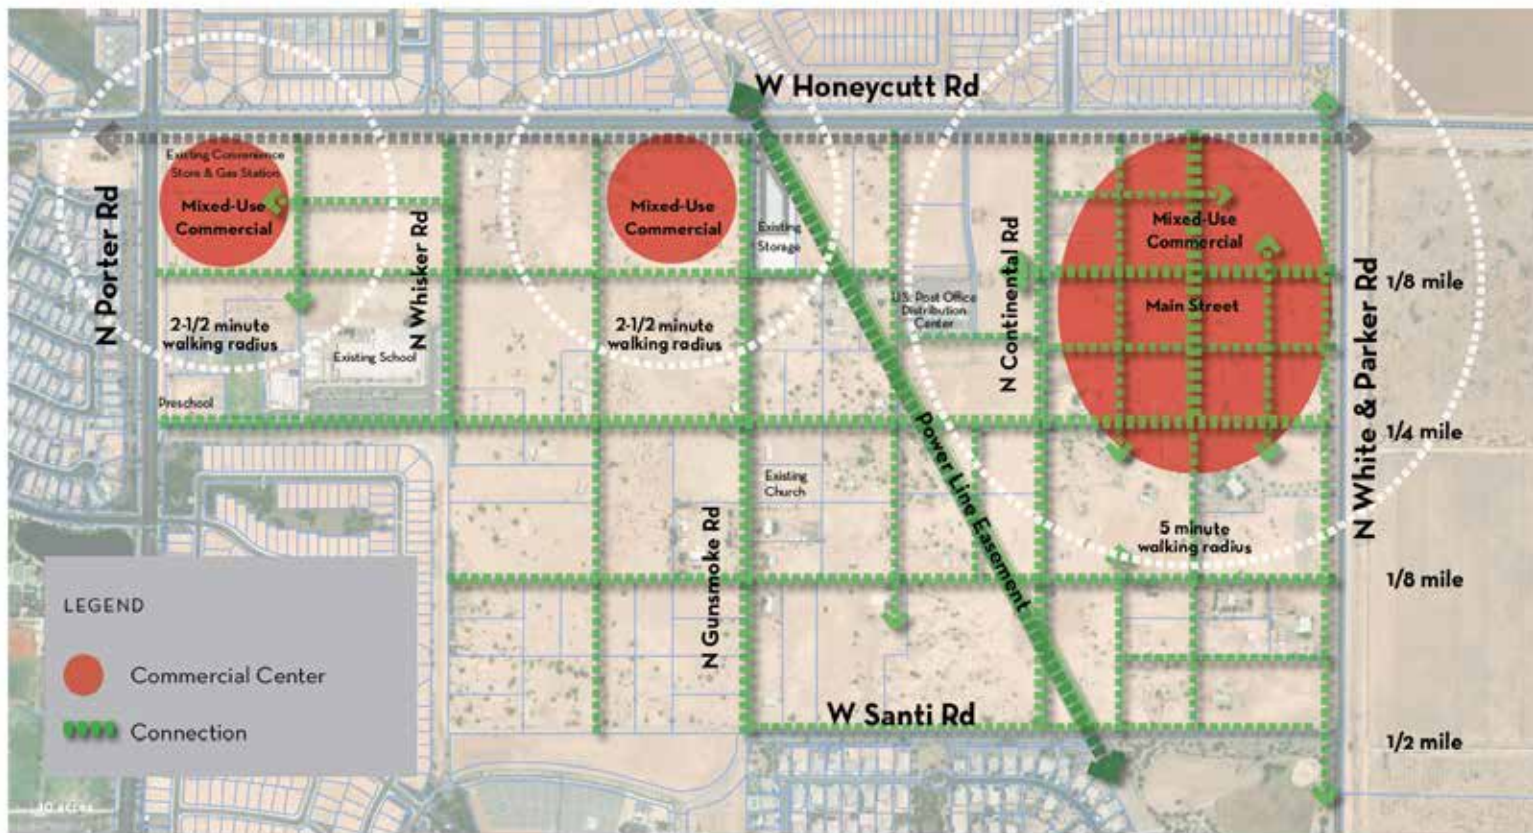 W Honeycutt Rd
Existing Convenience
Store & Gas Station
Mixed-Use
Commercial
N Porter Rd
N Whisker Rd
2-1/2 minute
walking radius
Existing School
Preschool
Mixed-Use
Commercial
2-1/2 minute
walking radius
Existing
Storage
U.S. Post Office
Distribution
Center
N Continental Rd
Mixed-Use
Commercial
Main Street
N White & Parker Rd
1/8 mile
1/4 mile
Power Line Easement
Existing
Church
5 minute
walking radius
N Gunsmoke Rd
1/8 mile
W Santi Rd
1/2 mile
LEGEND
Commercial Center
Connection
10 acres